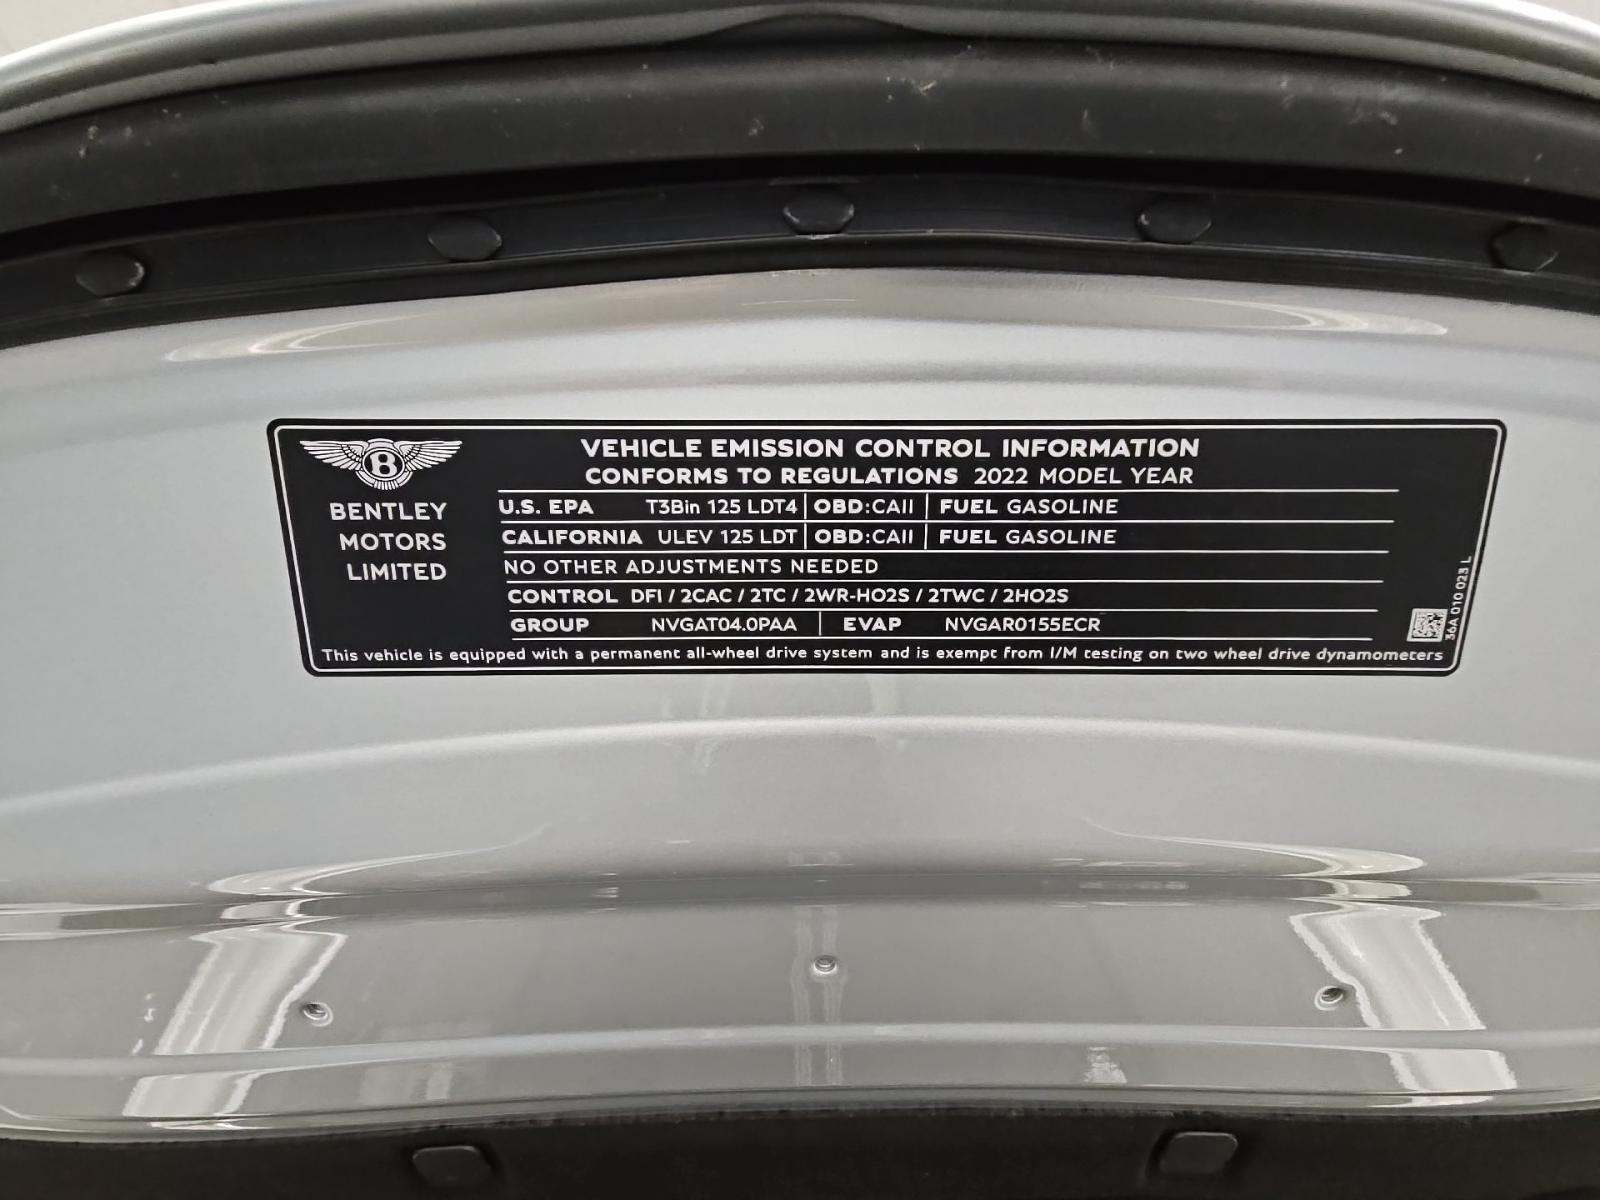 B
BENTLEY
MOTORS
LIMITED
VEHICLE EMISSION CONTROL INFORMATION
CONFORMS TO REGULATIONS 2022 MODEL YEAR
U.S. EPA T3Bin 125 LDT4 OBD:CAII FUEL GASOLINE
CALIFORNIA ULEV 125 LDT OBD:CAII FUEL GASOLINE
NO OTHER ADJUSTMENTS NEEDED
CONTROL DFI / 2CAC / 2TC / 2WR-HO2S / 2TWC / 2HO2S
GROUP NVGAT04.0PAA EVAP NVGAR0155ECR
This vehicle is equipped with a permanent all-wheel drive system and is exempt from I/M testing on two wheel drive dynamometers
36A 010 023 L